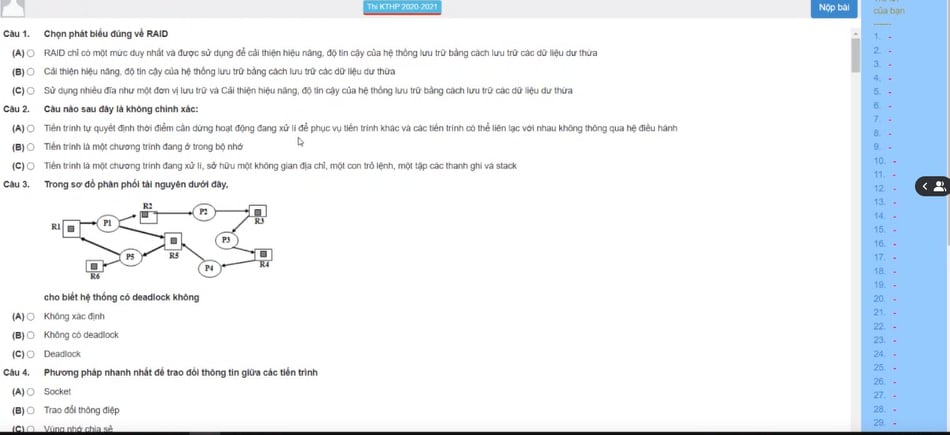 Thi KTHP 2020-2021
Nộp bài
của bạn
Câu 1. Chọn phát biểu đúng về RAID
(A) RAID chỉ có một mức duy nhất và được sử dụng để cải thiện hiệu năng, độ tin cậy của hệ thống lưu trữ bằng cách lưu trữ các dữ liệu dư thừa
(B) Cải thiện hiệu năng, độ tin cậy của hệ thống lưu trữ bằng cách lưu trữ các dữ liệu dư thừa
(C) Sử dụng nhiều đĩa như một đơn vị lưu trữ và Cải thiện hiệu năng, độ tin cậy của hệ thống lưu trữ bằng cách lưu trữ các dữ liệu dư thừa
Câu 2. Câu nào sau đây là không chính xác:
(A) Tiến trình tự quyết định thời điểm cần dừng hoạt động đang xử lí để phục vụ tiến trình khác và các tiến trình có thể liên lạc với nhau không thông qua hệ điều hành
(B) Tiến trình là một chương trình đang ở trong bộ nhớ
(C) Tiến trình là một chương trình đang xử lí, sỡ hữu một không gian địa chỉ, một con trỏ lệnh, một tập các thanh ghi và stack
Câu 3. Trong sơ đồ phân phối tài nguyên dưới đây,
R2
P2
R1
P1
R3
P3
P5
R5
R6
P4
R4
cho biết hệ thống có deadlock không
(A) Không xác định
(B) Không có deadlock
(C) Deadlock
Câu 4. Phương pháp nhanh nhất để trao đổi thông tin giữa các tiến trình
(A) Socket
(B) Trao đổi thông điệp
(C) Vùng nhớ chia sẻ
1. -
2. -
3. -
4. -
5. -
6. -
7. -
8. -
9. -
10. -
11. -
12. -
13. -
14. -
15. -
16. -
17. -
18. -
19. -
20. -
21. -
22. -
23. -
24. -
25. -
26. -
27. -
28. -
29. -